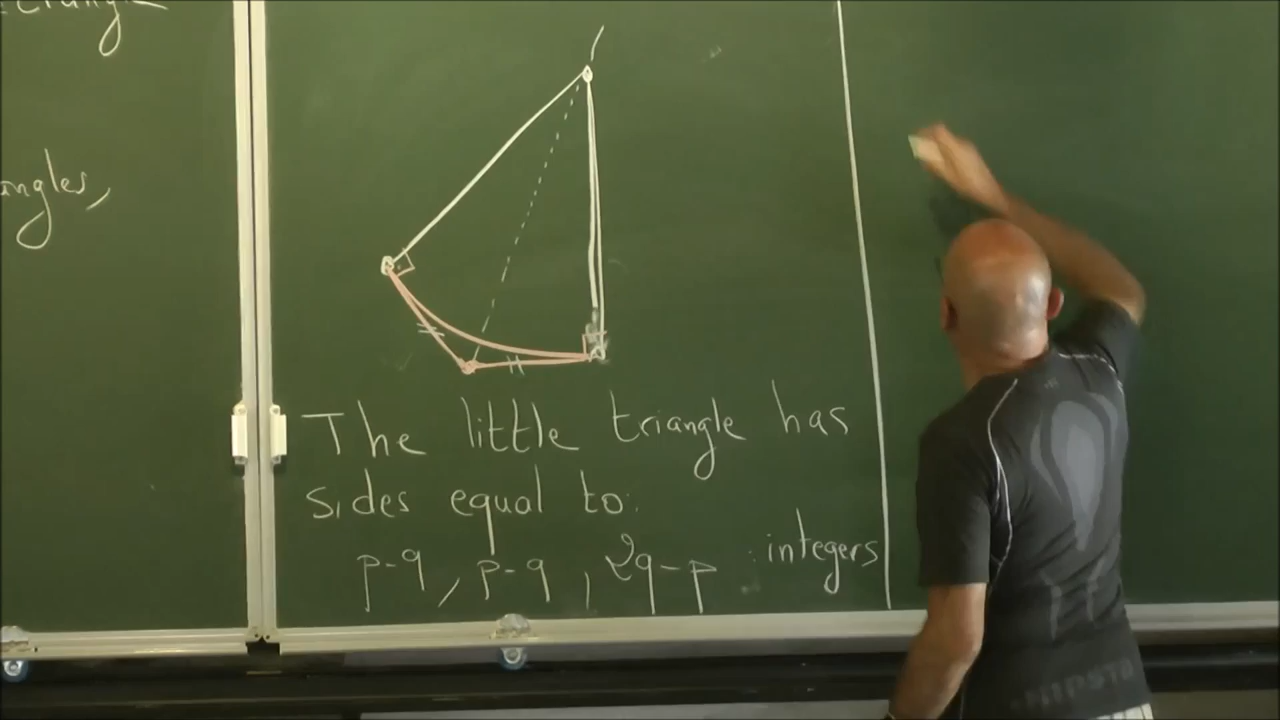 angles,
The little triangle has
sides equal to:
p-q, p-q, 2q-p : integers